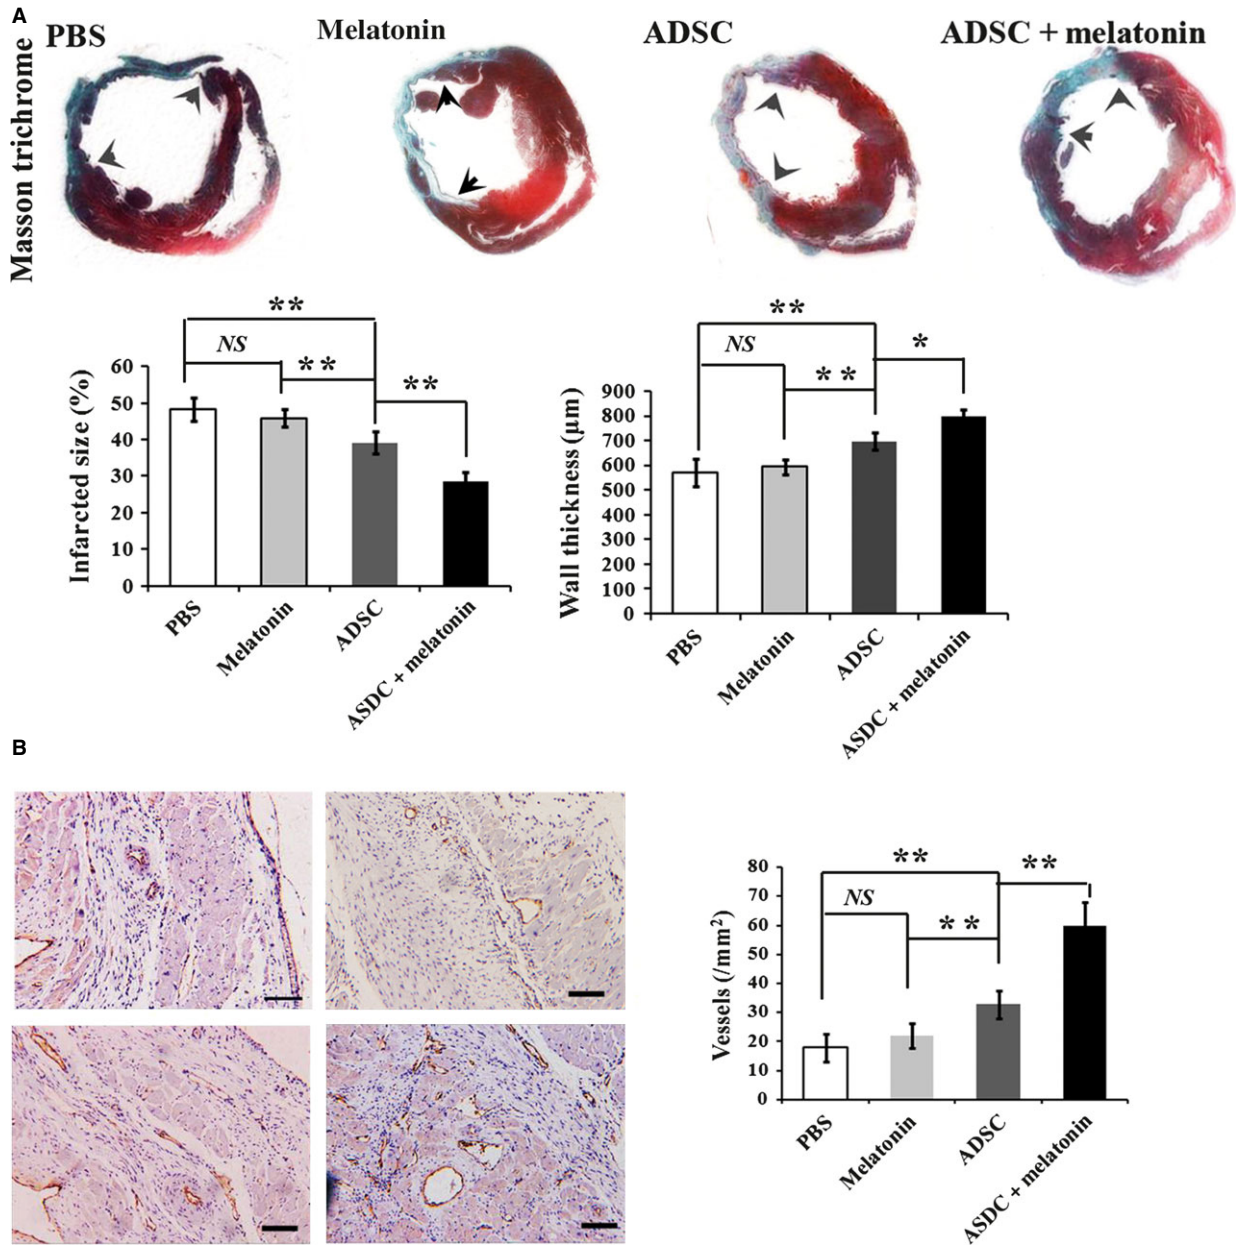 A
PBS
Melatonin
ADSC
ADSC + melatonin
Masson trichrome
**
NS
**
**
60
50
40
30
20
10
0
Infarcted size (%)
PBS
Melatonin
ADSC
ASDC + melatonin
**
NS
**
*
900
800
700
600
500
400
300
200
100
0
Wall thickness (μm)
PBS
Melatonin
ADSC
ASDC + melatonin
B
**
**
NS
**
80
70
60
50
40
30
20
10
0
Vessels (/mm²)
PBS
Melatonin
ADSC
ASDC + melatonin